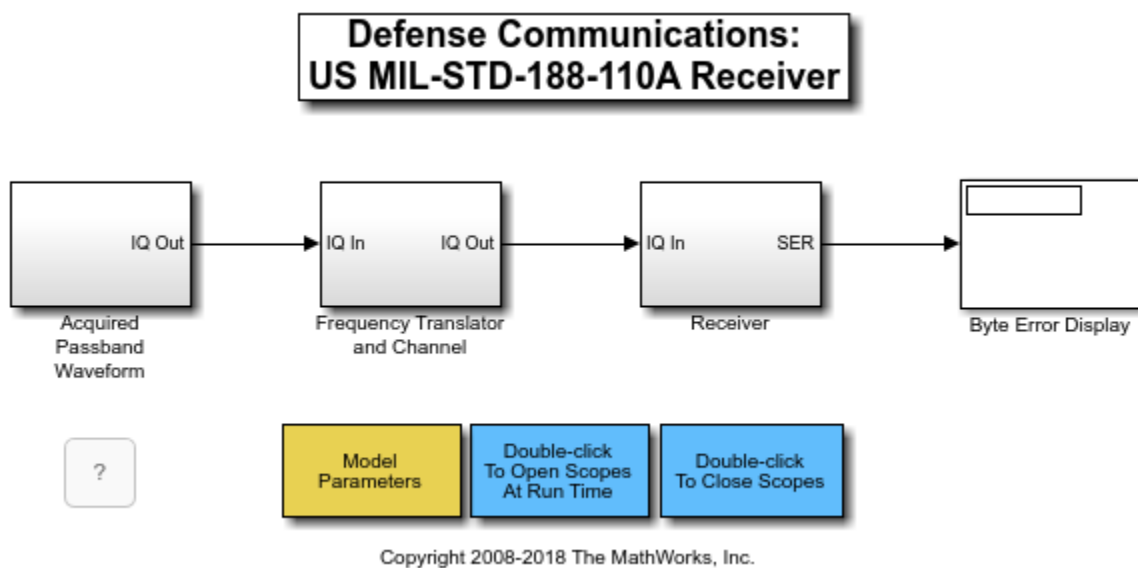 Defense Communications:
US MIL-STD-188-110A Receiver
IQ Out
IQ In
IQ Out
IQ In
SER
Acquired
Passband
Waveform
Frequency Translator
and Channel
Receiver
Byte Error Display
?
Model
Parameters
Double-click
To Open Scopes
At Run Time
Double-click
To Close Scopes
Copyright 2008-2018 The MathWorks, Inc.